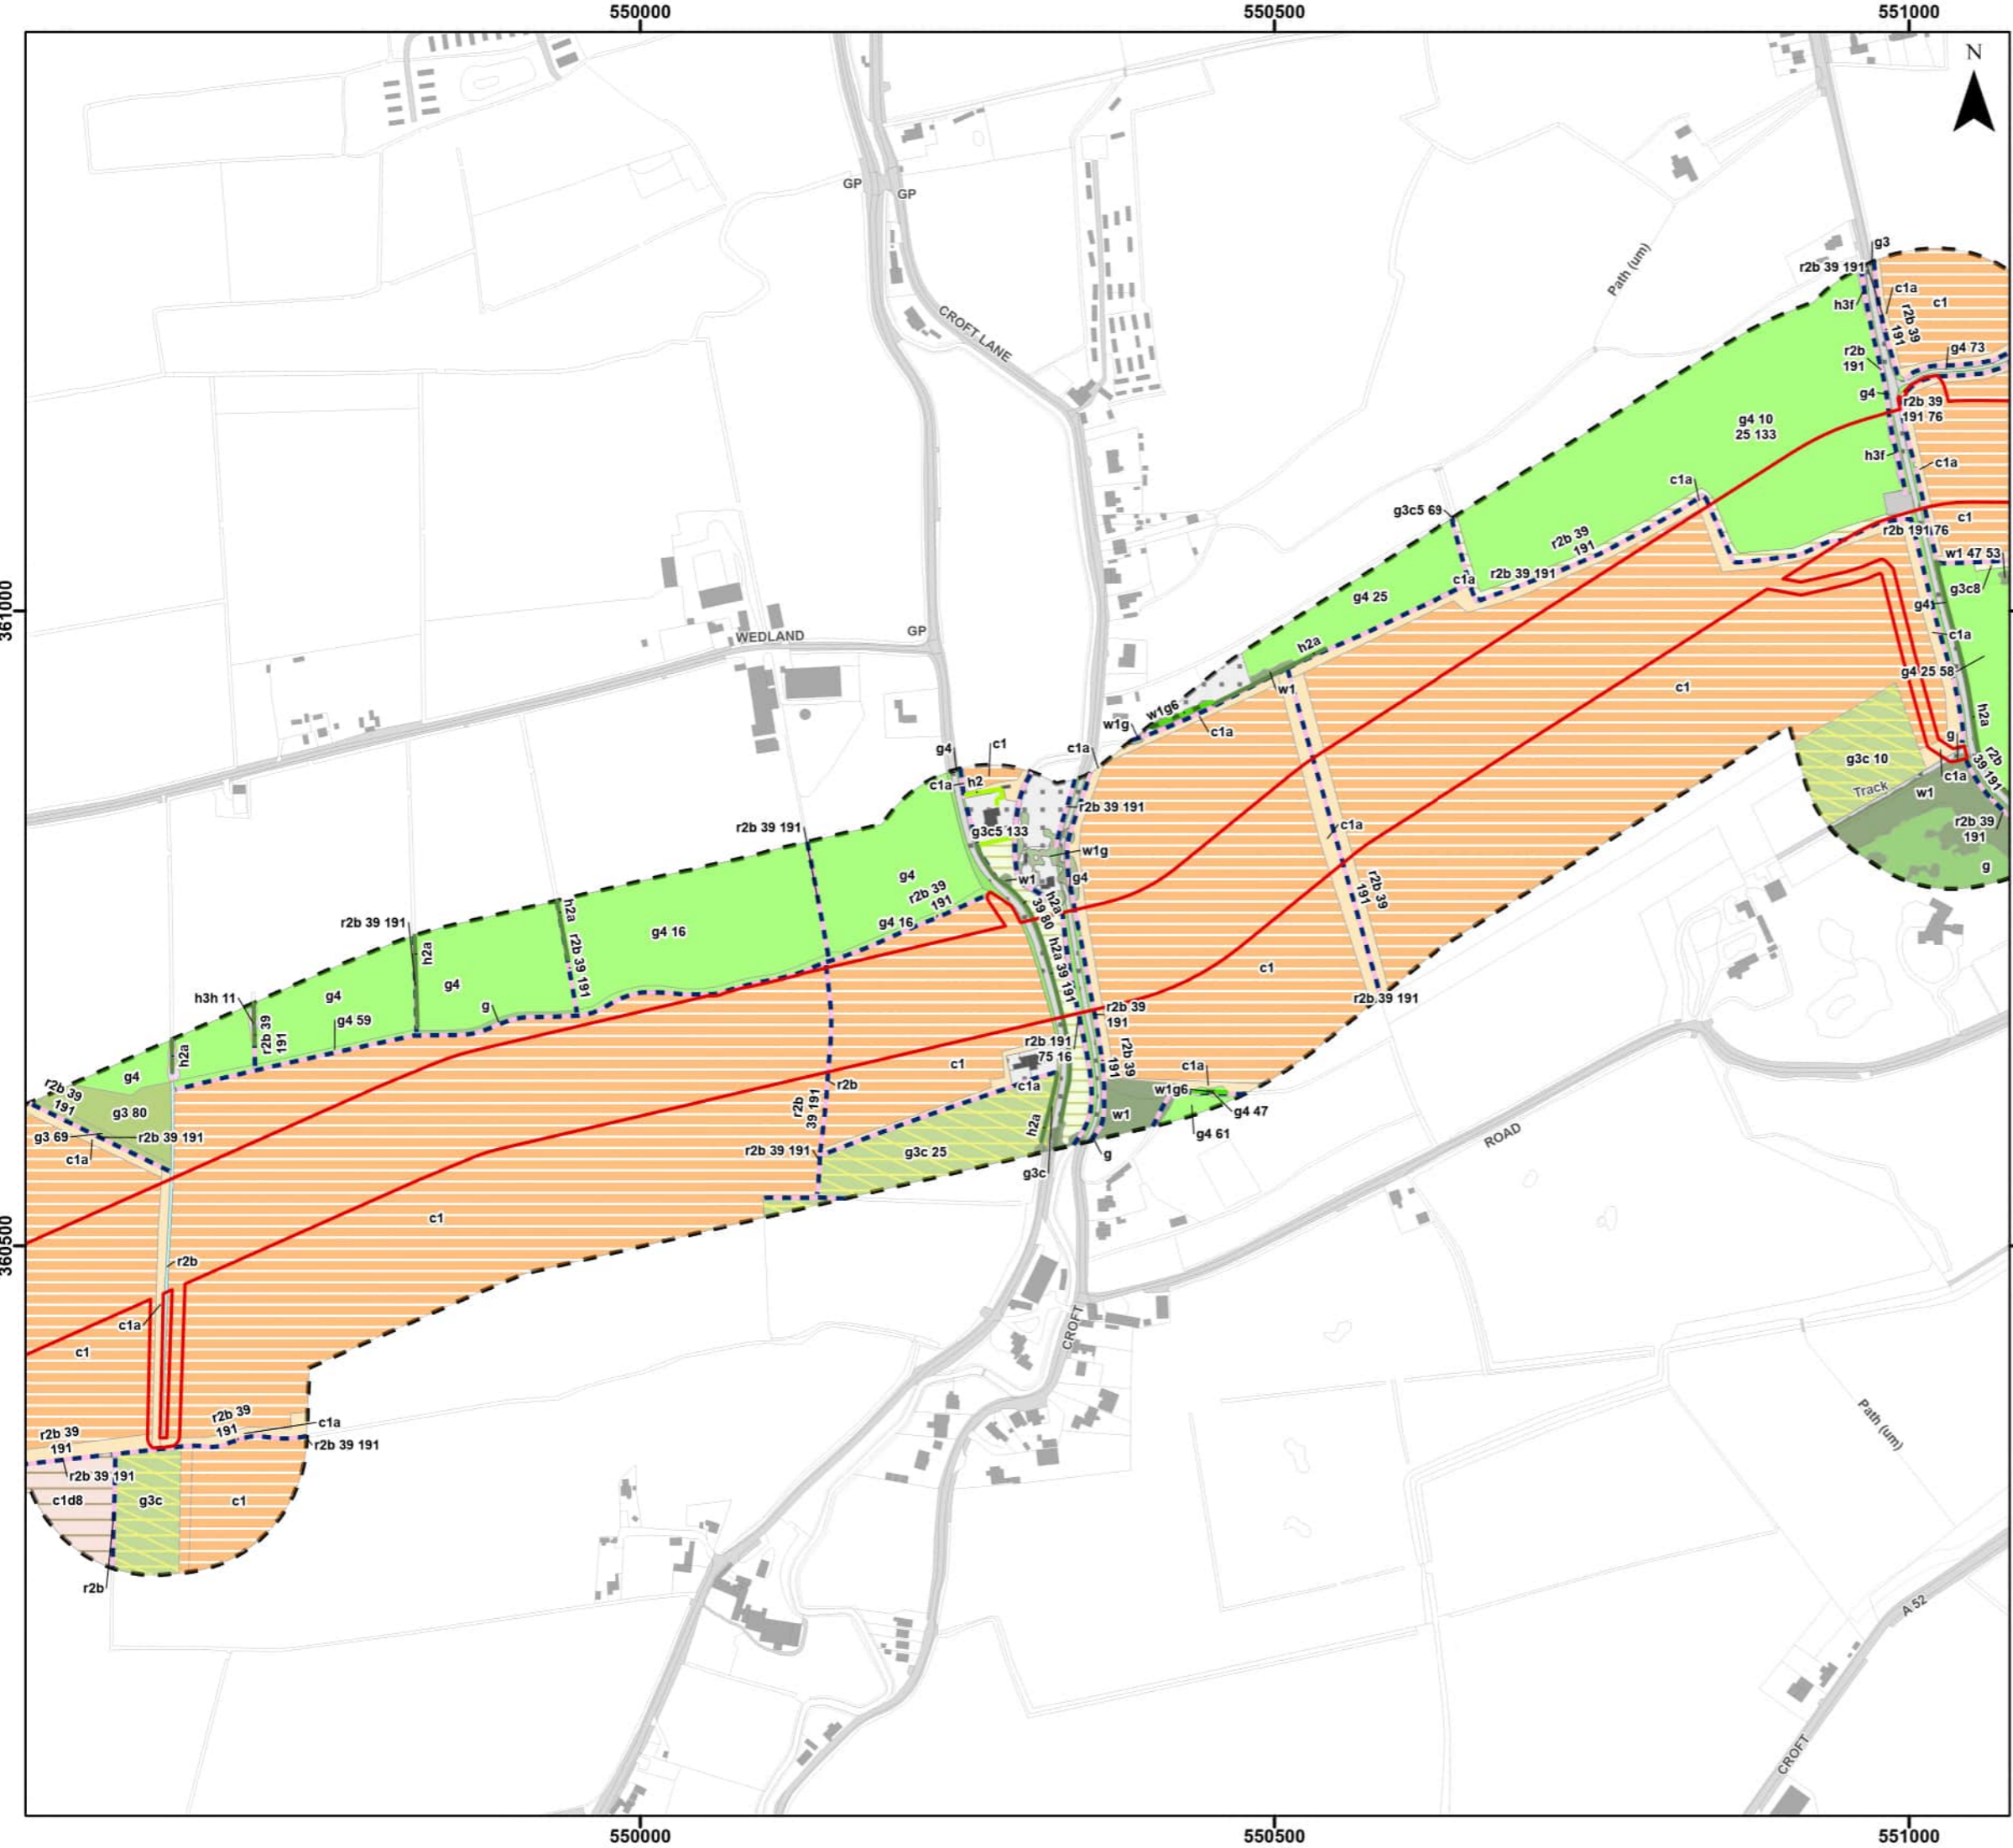 550000
550500
551000
N
GP
GP
CROFT LANE
Path (um)
g3
r2b 39 191
c1a
h3f
c1
r2b 39
191
r2b
191
g4 73
g4
r2b 39
191 76
g4 10
25 133
h3f
c1a
c1a
g3c5 69
c1
r2b 39
191
r2b 191 76
w1 47 53
c1a
r2b 39 191
g3c8
361000
g4 25
g4
WEDLAND
GP
h2a
c1a
g4 25 58
w1
c1
w1g6
h2a
w1g
c1a
g4
c1
c1a
g
r2b
39 191
g3c 10
c1a
c1a
h2
Track
w1
r2b 39 191
r2b 39 191
g3c5 133
c1a
r2b 39
191
w1g
g
g4
w1
g4
r2b 39
191
r2b 39
191
h2a
h2a
39 80
r2b 39 191
g4 16
g4 16
h2a
r2b 39 191
h2a 39 191
c1
g4
h3h 11
g4
r2b 39 191
g
r2b 39
191
g4 59
r2b 39
191
r2b 191
75 16
h2a
r2b 39
191
c1
c1a
g4
c1a
r2b 39
191
r2b
w1g6
g3 80
r2b
39 191
g4 47
w1
h2a
g4 61
ROAD
g3 69
r2b 39 191
r2b 39 191
g3c 25
g
c1a
g3c
c1
360500
r2b
c1a
CROFT
c1
Path (um)
r2b 39
191
c1a
r2b 39
191
r2b 39 191
r2b 39 191
c1d8
g3c
c1
r2b
A 52
CROFT
550000
550500
551000